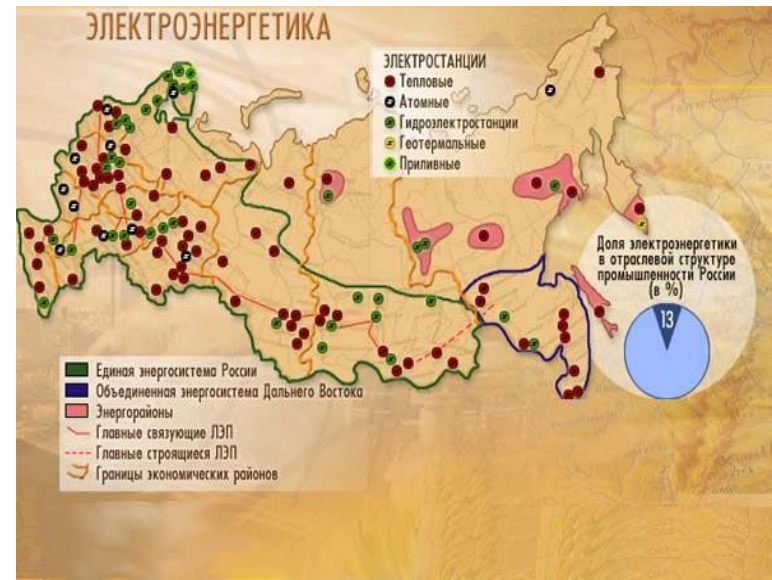 ЭЛЕКТРОЭНЕРГЕТИКА
ЭЛЕКТРОСТАНЦИИ
Тепловые
Атомные
Гидроэлектростанции
Геотермальные
Приливные
Доля электроэнергетики
в отраслевой структуре
промышленности России
(в %)
13
Единая энергосистема России
Объединенная энергосистема Дальнего Востока
Энергорайоны
Главные связующие ЛЭП
Главные строящиеся ЛЭП
Границы экономических районов